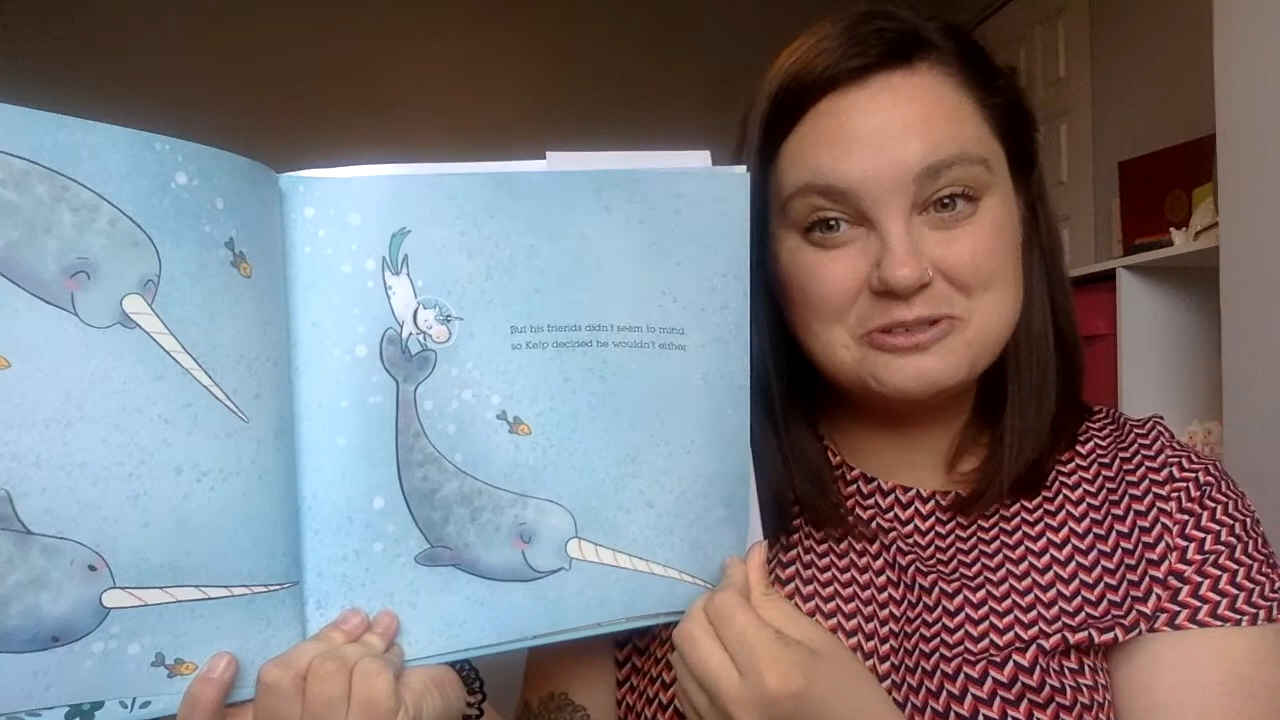 But his friends didn't seem to mind,
so Kelp decided he wouldn't either.